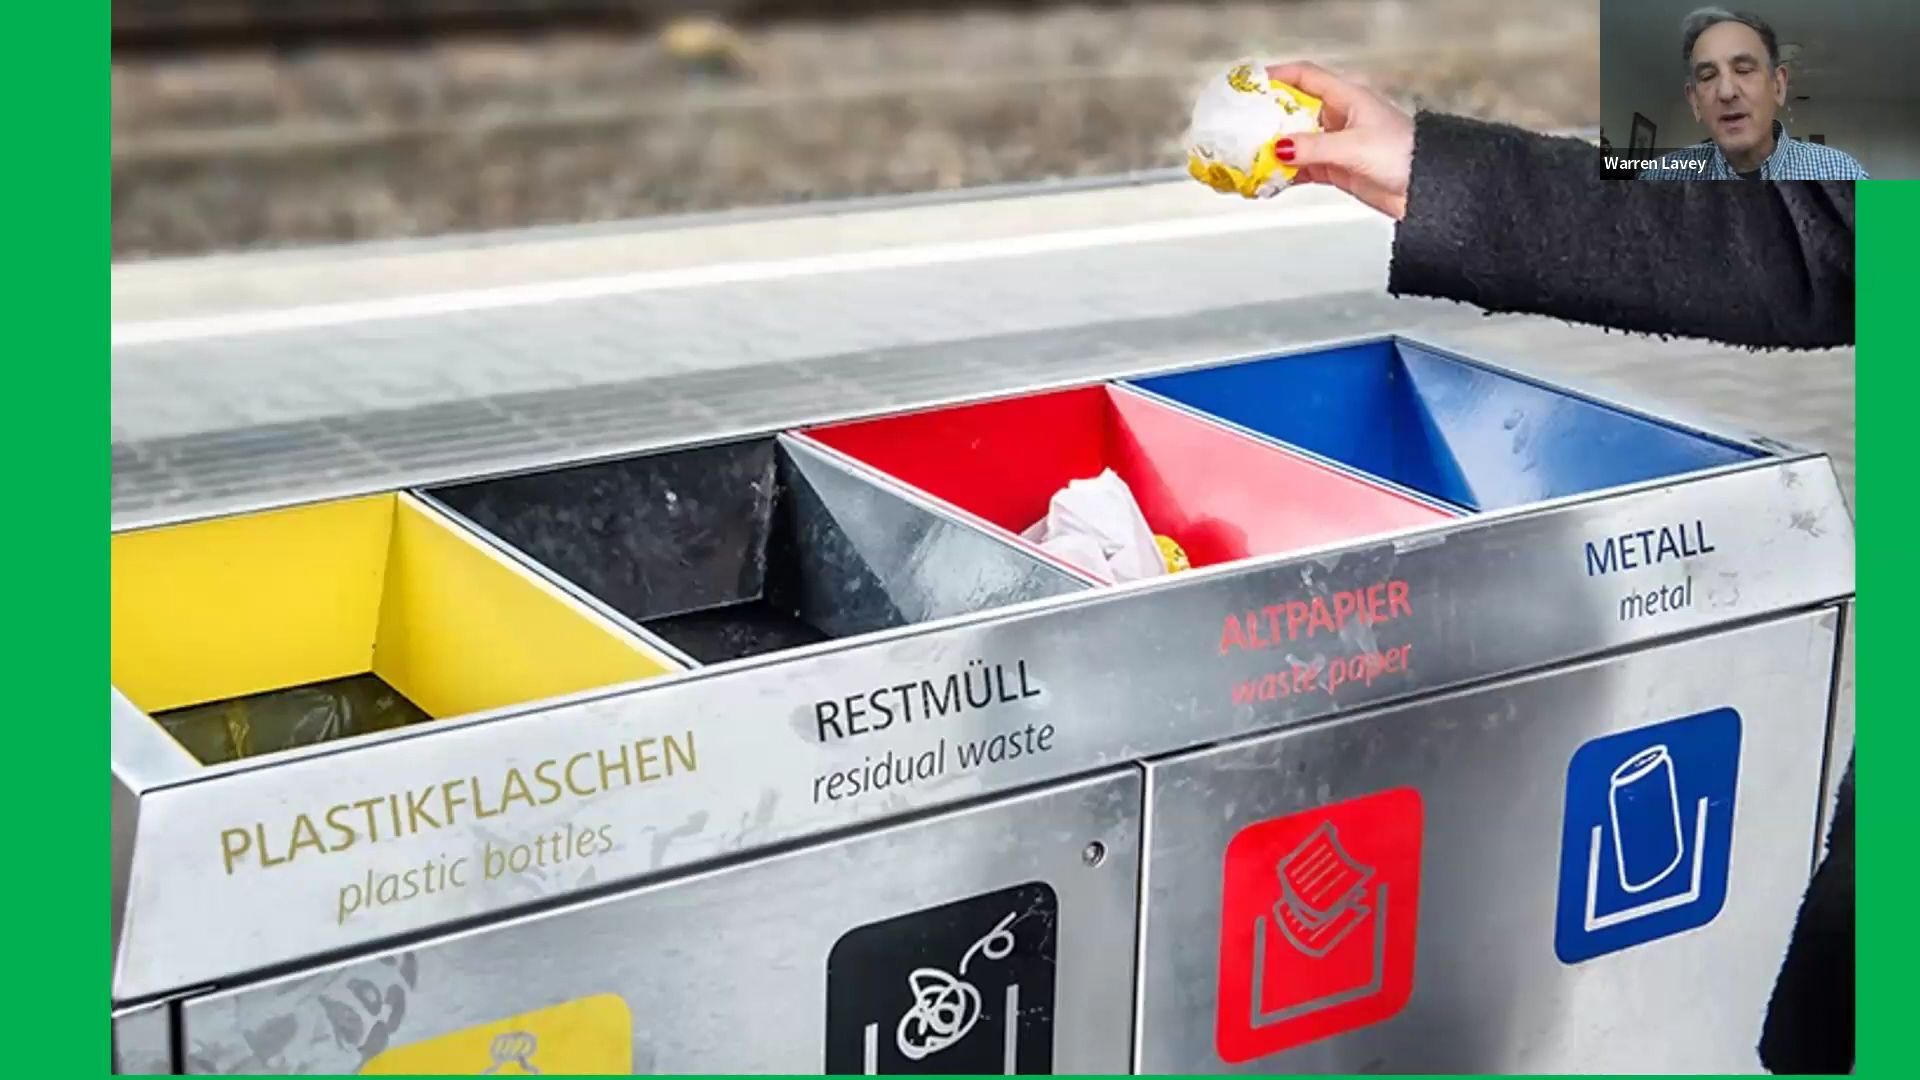 Warren Lavey
PLASTIKFLASCHEN
plastic bottles
RESTMÜLL
residual waste
ALTPAPIER
waste paper
METALL
metal